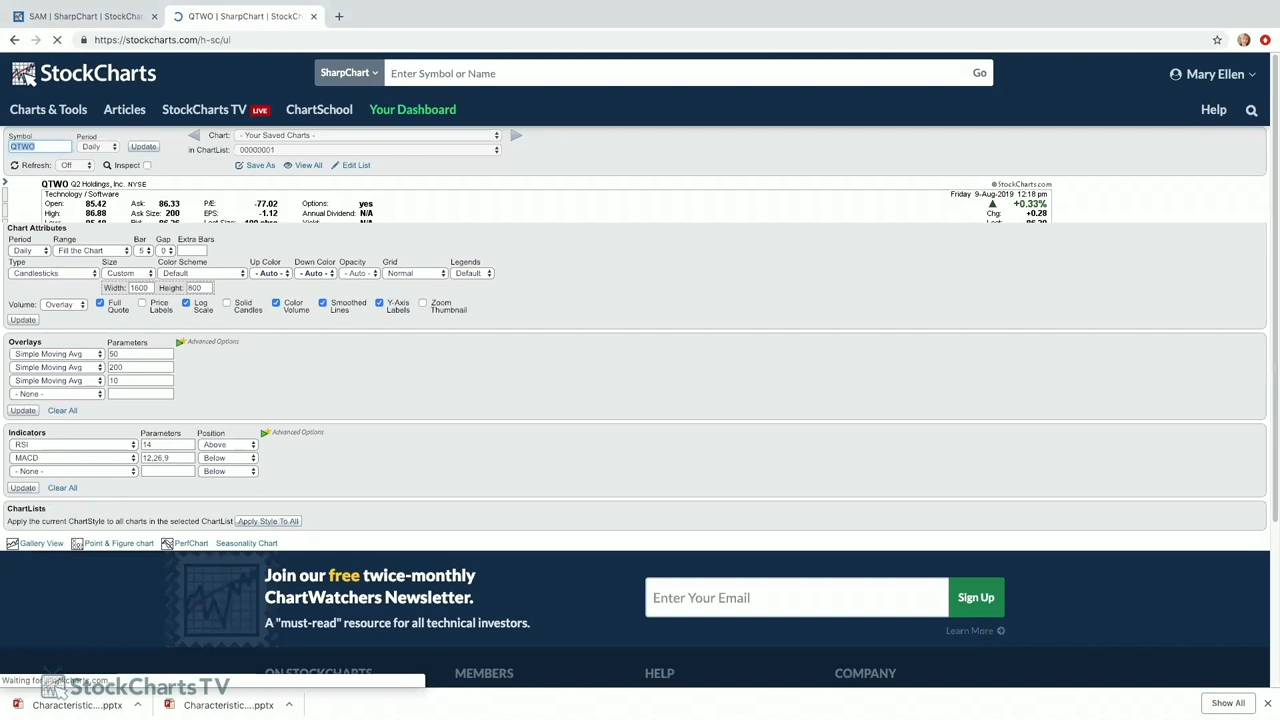 SAM | SharpChart | StockChar
QTWO | SharpChart | StockCh
https://stockcharts.com/h-sc/ui
StockCharts SharpChart Enter Symbol or Name Go Mary Ellen
Charts & Tools Articles StockCharts TV LIVE ChartSchool Your Dashboard Help
Symbol Period Chart: - Your Saved Charts -
QTWO Daily Update
in ChartList: 00000001
Refresh: Off Inspect Save As View All Edit List
QTWO Q2 Holdings, Inc. NYSE ©StockCharts.com
Technology / Software Friday 9-Aug-2019 12:18 pm
Open: 85.42 Ask: 86.33 P/E: -77.02 Options: yes +0.33%
High: 86.88 Ask Size: 200 EPS: -1.12 Annual Dividend: N/A Chg: +0.28
Chart Attributes
Period Range Bar Gap Extra Bars
Daily Fill the Chart 5 0
Type Size Color Scheme Up Color Down Color Opacity Grid Legends
Candlesticks Custom Default - Auto - - Auto - - Auto - Normal Default
Width: 1600 Height: 800
Volume: Overlay Full Quote Price Labels Log Scale Solid Candles Color Volume Smoothed Lines Y-Axis Labels Zoom Thumbnail
Update
Overlays Parameters Advanced Options
Simple Moving Avg 50
Simple Moving Avg 200
Simple Moving Avg 10
- None -
Update Clear All
Indicators Parameters Position Advanced Options
RSI 14 Above
MACD 12,26,9 Below
- None - Below
Update Clear All
ChartLists
Apply the current ChartStyle to all charts in the selected ChartList Apply Style To All
Gallery View Point & Figure chart PerfChart Seasonality Chart
Join our free twice-monthly
ChartWatchers Newsletter.
A "must-read" resource for all technical investors.
Enter Your Email Sign Up
Learn More
ON STOCKCHARTS MEMBERS HELP COMPANY
Waiting for
StockChartsTV
Characteristic....pptx Characteristic....pptx Show All